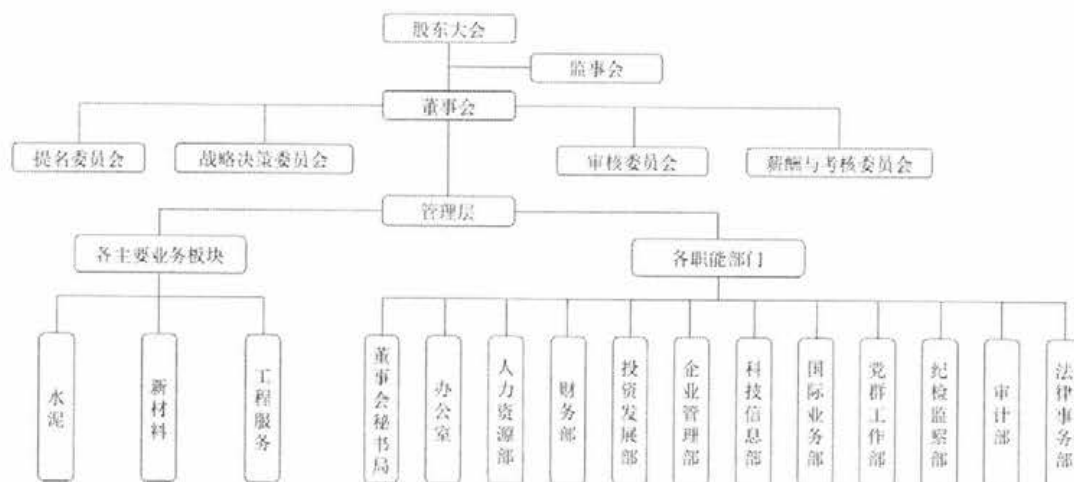 股东大会
监事会
董事会
提名委员会
战略决策委员会
审核委员会
薪酬与考核委员会
管理层
各主要业务板块
各职能部门
水泥
新材料
工程服务
董事会秘书局
办公室
人力资源部
财务部
投资发展部
企业管理部
科技信息部
国际业务部
党群工作部
纪检监察部
审计部
法律事务部